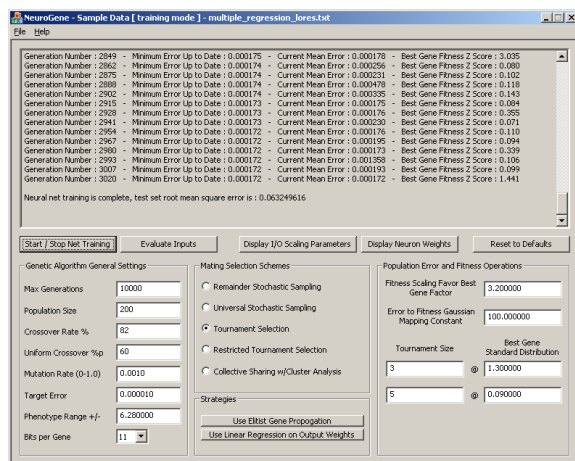 NeuroGene - Sample Data [ training mode ] - multiple_regression_lores.txt
File Help
Generation Number : 2849 - Minimum Error Up to Date : 0.000175 - Current Mean Error : 0.000178 - Best Gene Fitness Z Score : 3.035
Generation Number : 2862 - Minimum Error Up to Date : 0.000174 - Current Mean Error : 0.000256 - Best Gene Fitness Z Score : 0.080
Generation Number : 2875 - Minimum Error Up to Date : 0.000174 - Current Mean Error : 0.000231 - Best Gene Fitness Z Score : 0.102
Generation Number : 2888 - Minimum Error Up to Date : 0.000174 - Current Mean Error : 0.000478 - Best Gene Fitness Z Score : 0.118
Generation Number : 2902 - Minimum Error Up to Date : 0.000174 - Current Mean Error : 0.000335 - Best Gene Fitness Z Score : 0.143
Generation Number : 2915 - Minimum Error Up to Date : 0.000173 - Current Mean Error : 0.000175 - Best Gene Fitness Z Score : 0.084
Generation Number : 2928 - Minimum Error Up to Date : 0.000173 - Current Mean Error : 0.000176 - Best Gene Fitness Z Score : 0.355
Generation Number : 2941 - Minimum Error Up to Date : 0.000173 - Current Mean Error : 0.000230 - Best Gene Fitness Z Score : 0.071
Generation Number : 2954 - Minimum Error Up to Date : 0.000172 - Current Mean Error : 0.000176 - Best Gene Fitness Z Score : 0.110
Generation Number : 2967 - Minimum Error Up to Date : 0.000172 - Current Mean Error : 0.000195 - Best Gene Fitness Z Score : 0.094
Generation Number : 2980 - Minimum Error Up to Date : 0.000172 - Current Mean Error : 0.000173 - Best Gene Fitness Z Score : 0.339
Generation Number : 2993 - Minimum Error Up to Date : 0.000172 - Current Mean Error : 0.001358 - Best Gene Fitness Z Score : 0.106
Generation Number : 3007 - Minimum Error Up to Date : 0.000172 - Current Mean Error : 0.000193 - Best Gene Fitness Z Score : 0.099
Generation Number : 3020 - Minimum Error Up to Date : 0.000172 - Current Mean Error : 0.000172 - Best Gene Fitness Z Score : 1.441
Neural net training is complete, test set root mean square error is : 0.063249616
Start / Stop Net Training Evaluate Inputs Display I/O Scaling Parameters Display Neuron Weights Reset to Defaults
Genetic Algorithm General Settings
Max Generations 10000
Population Size 200
Crossover Rate % 82
Uniform Crossover %p 60
Mutation Rate (0-1.0) 0.0010
Target Error 0.000010
Phenotype Range +/- 6.280000
Bits per Gene 11
Mating Selection Schemes
Remainder Stochastic Sampling
Universal Stochastic Sampling
Tournament Selection
Restricted Tournament Selection
Collective Sharing w/Cluster Analysis
Strategies
Use Elitist Gene Propogation
Use Linear Regression on Output Weights
Population Error and Fitness Operations
Fitness Scaling Favor Best
Gene Factor 3.200000
Error to Fitness Gaussian
Mapping Constant 100.000000
Tournament Size
Best Gene
Standard Distribution
3 @ 1.300000
5 @ 0.090000